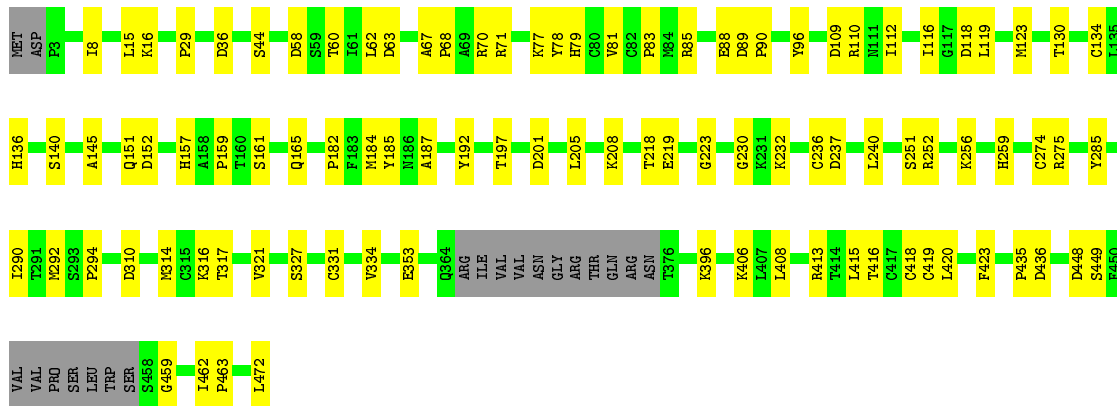 MET ASP P3 I8 L15 K16 P29 D36 S44 D58 S59 T60 I61 L62 D63 A67 P68 A69 R70 R71 K77 Y78 H79 C80 V81 C82 P83 M84 R85 E88 D89 P90 Y96 D109 R110 N111 I112 I116 G117 D118 L119 M123 T130 C134 L135
H136 S140 A145 Q151 D152 H157 A158 P159 T160 S161 Q165 P182 F183 M184 Y185 N186 A187 Y192 T197 D201 L205 K208 T218 E219 G223 G230 K231 K232 C236 D237 L240 S251 R252 K256 H259 C274 R275 Y285
I290 T291 M292 S293 P294 D310 M314 C315 K316 T317 V321 S327 C331 V334 E353 Q364 ARG ILE VAL VAL ASN GLY ARG THR GLN ARG ASN T376 K396 K406 L407 L408 R413 T414 L415 T416 C417 C418 C419 L420 F423 P435 D436 D448 S449 E450
VAL VAL PRO SER LEU TRP SER S458 G459 I462 P463 L472